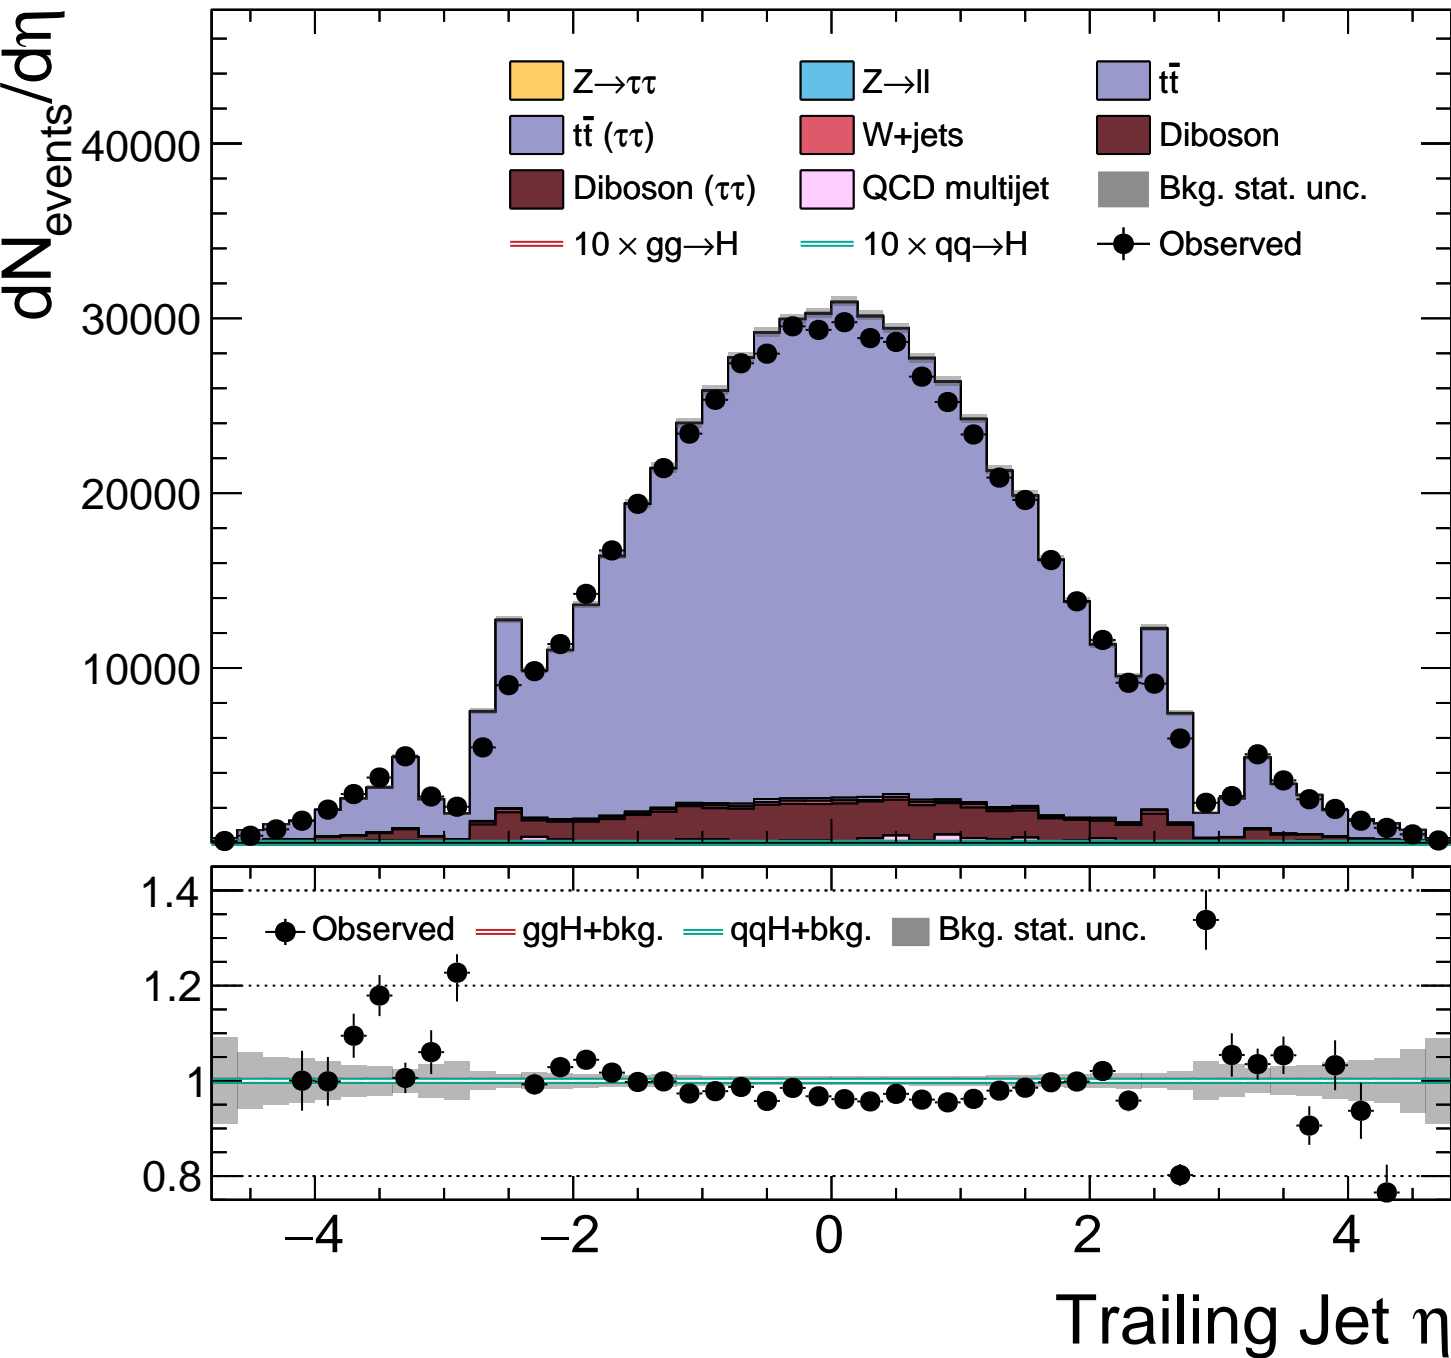 dN_events/dη
40000
30000
20000
10000
Z→ττ Z→ll tt̄
tt̄ (ττ) W+jets Diboson
Diboson (ττ) QCD multijet Bkg. stat. unc.
10 × gg→H 10 × qq→H Observed
1.4
1.2
1
0.8
Observed ggH+bkg. qqH+bkg. Bkg. stat. unc.
−4 −2 0 2 4
Trailing Jet η